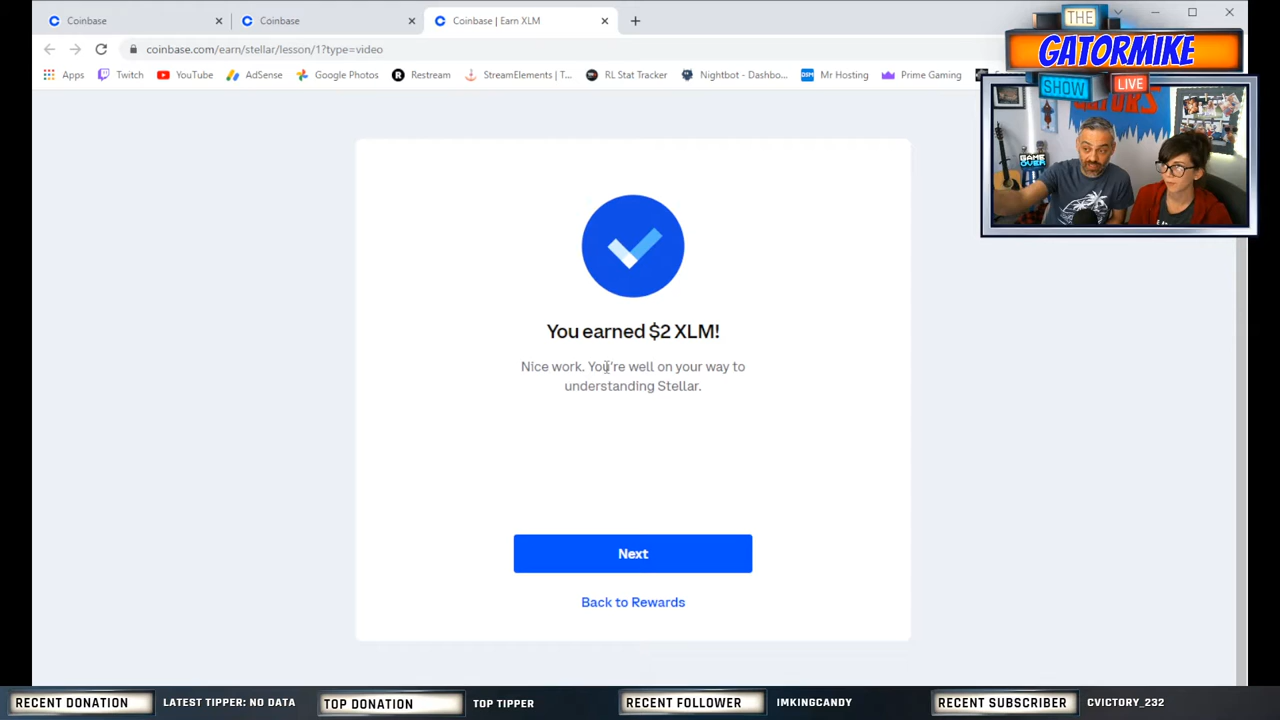 Coinbase
Coinbase
Coinbase | Earn XLM
coinbase.com/earn/stellar/lesson/1?type=video
Apps
Twitch
YouTube
AdSense
Google Photos
Restream
StreamElements | T...
RL Stat Tracker
Nightbot - Dashbo...
Mr Hosting
Prime Gaming
THE
GATORMIKE
SHOW
LIVE
GAME
OVER
You earned $2 XLM!
Nice work. You're well on your way to
understanding Stellar.
Next
Back to Rewards
RECENT DONATION
LATEST TIPPER: NO DATA
TOP DONATION
TOP TIPPER
RECENT FOLLOWER
IMKINGCANDY
RECENT SUBSCRIBER
CVICTORY_232